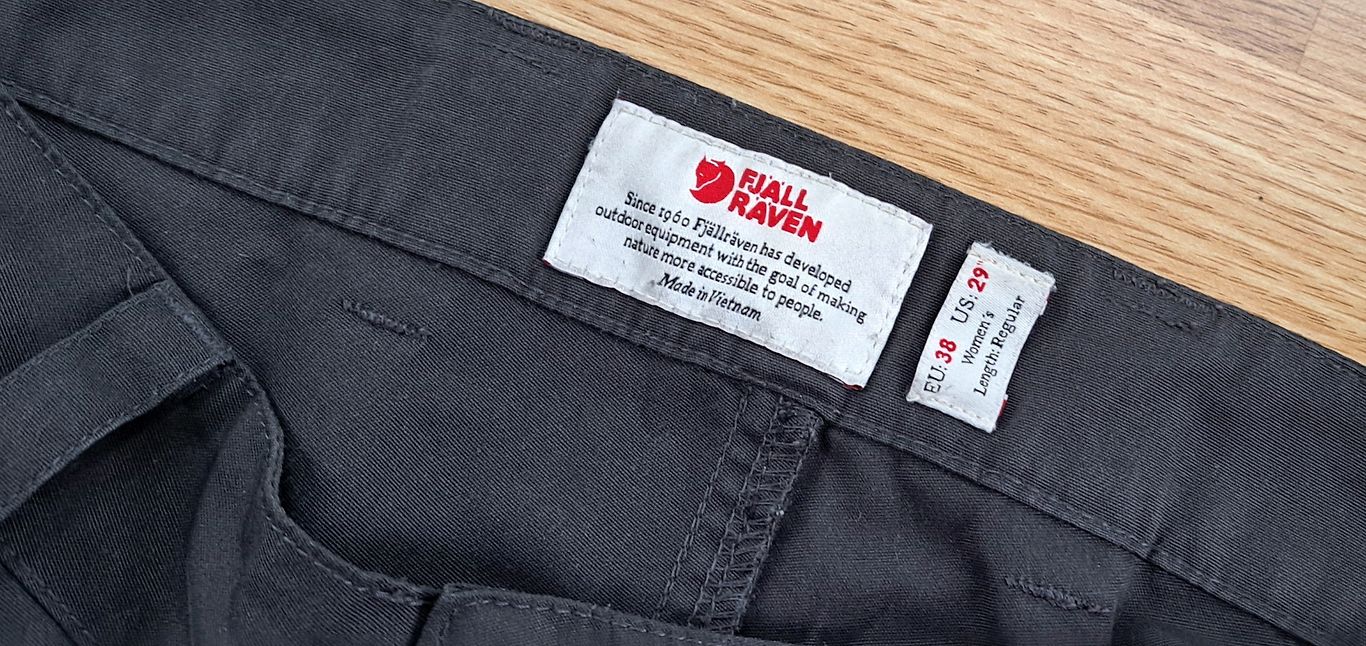 FJÄLL
RÄVEN
Since 1960 Fjällräven has developed
outdoor equipment with the goal of making
nature more accessible to people.
Made in Vietnam
EU: 38 US: 29"
Women's
Length: Regular